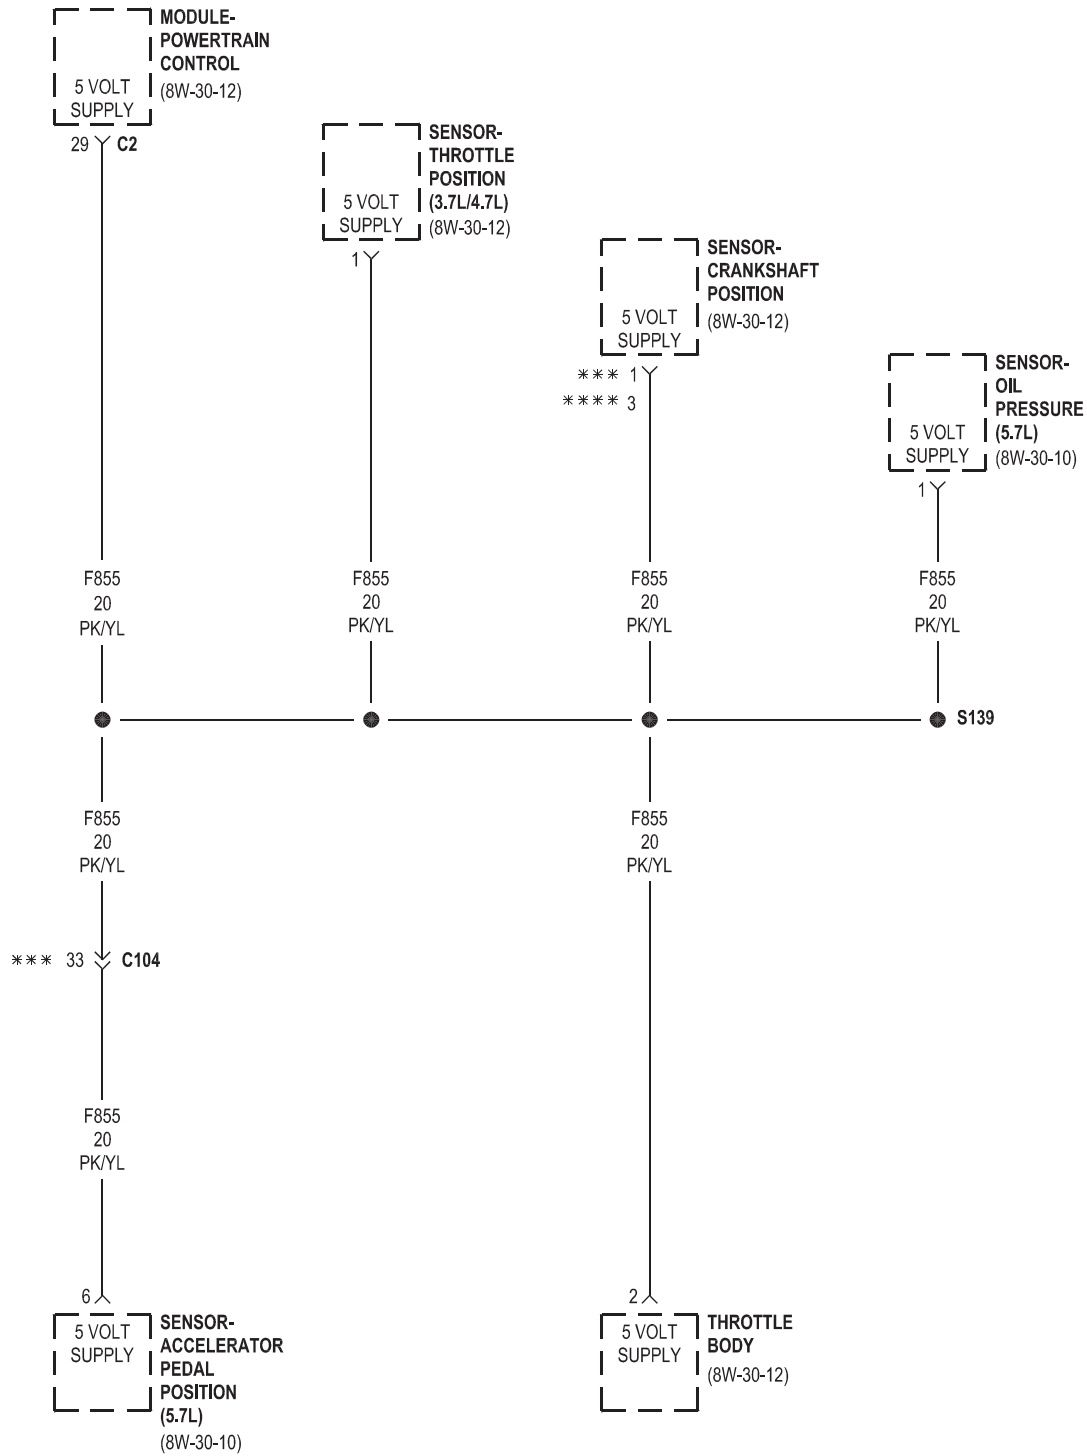 MODULE-
POWERTRAIN
CONTROL
(8W-30-12)
5 VOLT
SUPPLY
29 C2
SENSOR-
THROTTLE
POSITION
(3.7L/4.7L)
(8W-30-12)
5 VOLT
SUPPLY
1
SENSOR-
CRANKSHAFT
POSITION
(8W-30-12)
5 VOLT
SUPPLY
*** 1
**** 3
SENSOR-
OIL
PRESSURE
(5.7L)
(8W-30-10)
5 VOLT
SUPPLY
1
F855
20
PK/YL
F855
20
PK/YL
F855
20
PK/YL
F855
20
PK/YL
S139
F855
20
PK/YL
F855
20
PK/YL
*** 33 C104
F855
20
PK/YL
6
5 VOLT
SUPPLY
SENSOR-
ACCELERATOR
PEDAL
POSITION
(5.7L)
(8W-30-10)
2
5 VOLT
SUPPLY
THROTTLE
BODY
(8W-30-12)